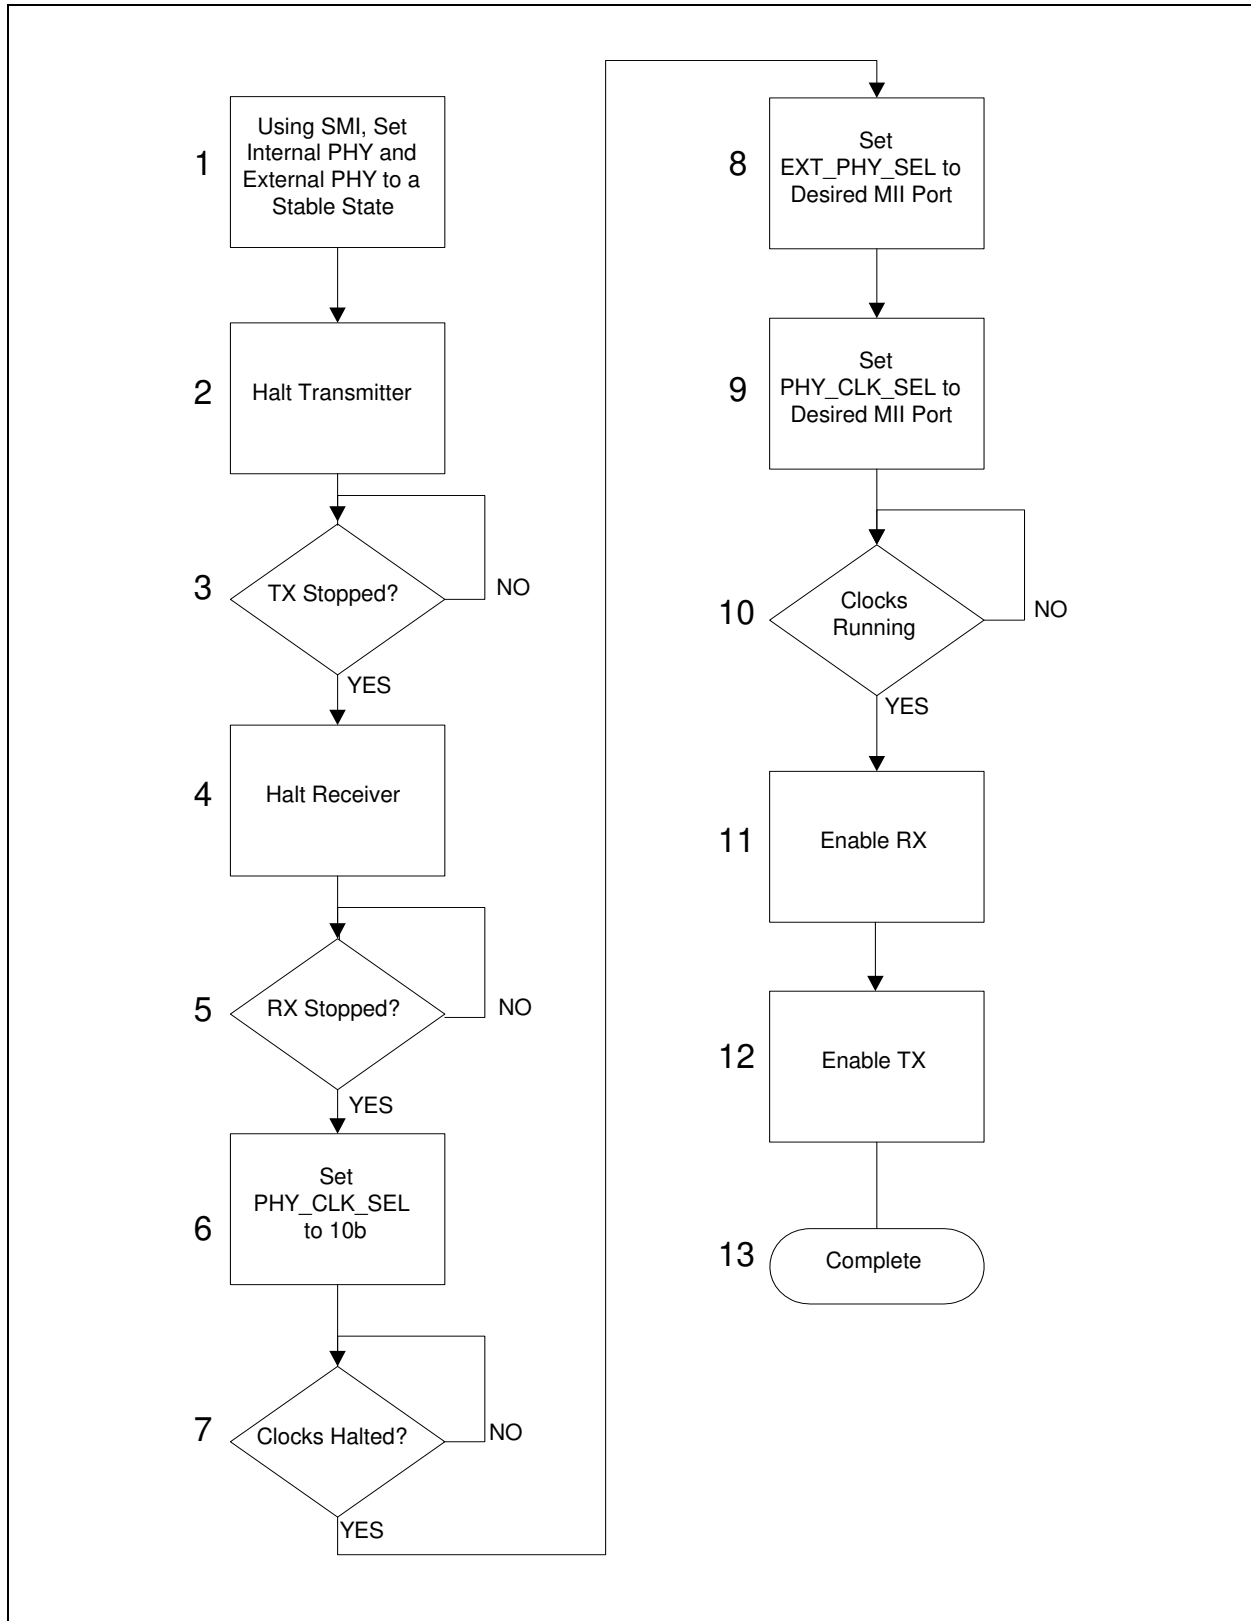 1
Using SMI, Set
Internal PHY and
External PHY to a
Stable State
2
Halt Transmitter
3
TX Stopped?
NO
YES
4
Halt Receiver
5
RX Stopped?
NO
YES
6
Set
PHY_CLK_SEL
to 10b
7
Clocks Halted?
NO
YES
8
Set
EXT_PHY_SEL to
Desired MII Port
9
Set
PHY_CLK_SEL to
Desired MII Port
10
Clocks
Running
NO
YES
11
Enable RX
12
Enable TX
13
Complete